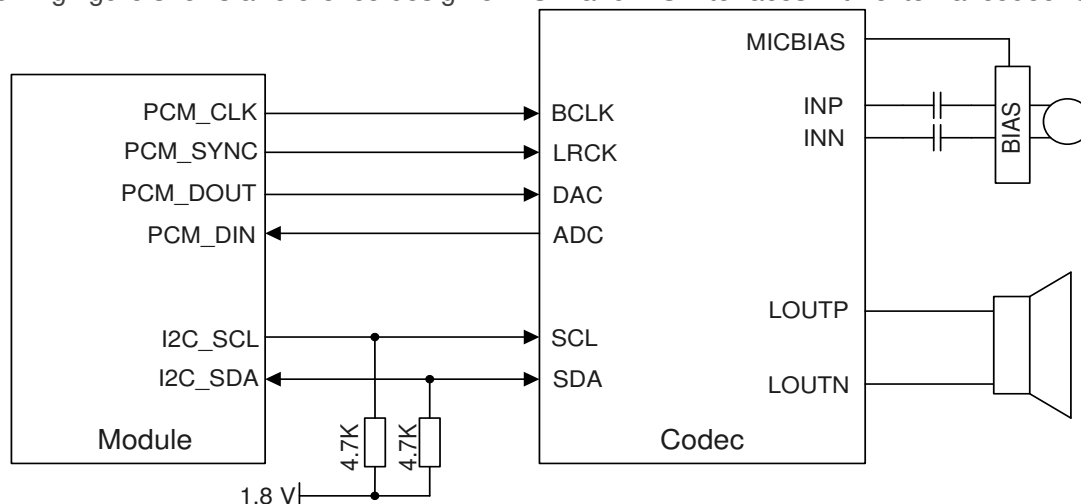 MICBIAS
PCM_CLK
BCLK
INP
PCM_SYNC
LRCK
INN
BIAS
PCM_DOUT
DAC
PCM_DIN
ADC
I2C_SCL
SCL
LOUTP
I2C_SDA
SDA
LOUTN
4.7K
4.7K
Module
Codec
1.8 V